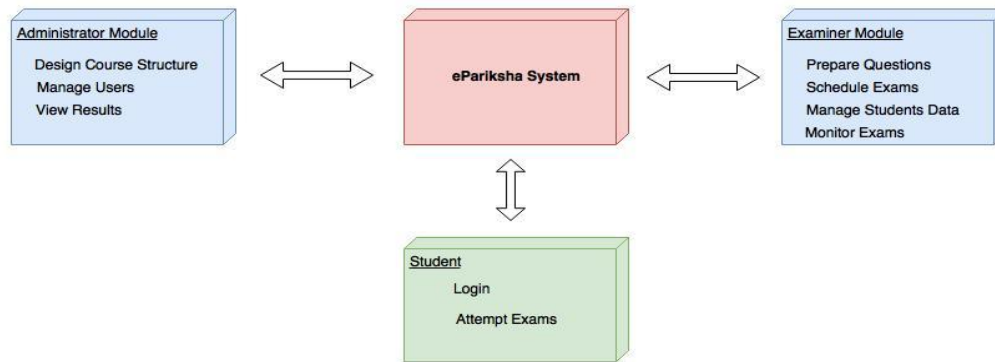 Administrator Module
Design Course Structure
Manage Users
View Results
ePariksha System
Examiner Module
Prepare Questions
Schedule Exams
Manage Students Data
Monitor Exams
Student
Login
Attempt Exams